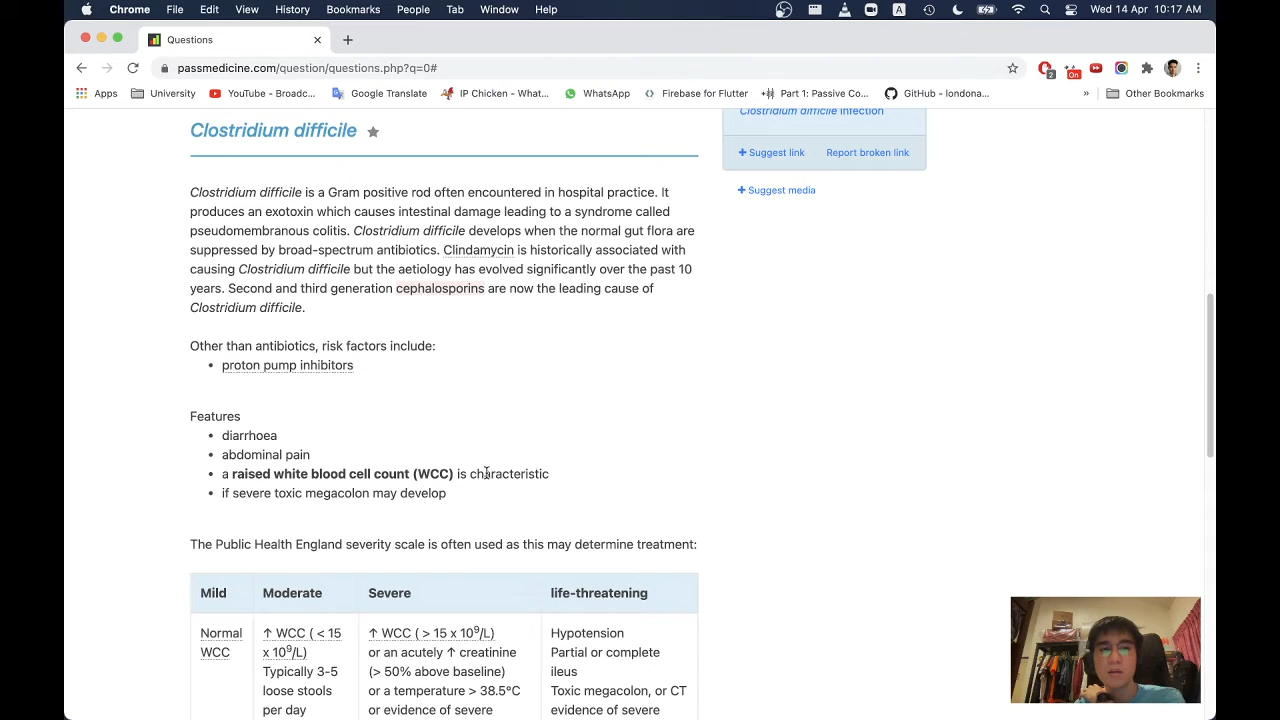 Chrome File Edit View History Bookmarks People Tab Window Help
A
Wed 14 Apr 10:17 AM
Questions
passmedicine.com/question/questions.php?q=0#
2
On
Apps University YouTube - Broadc... Google Translate IP Chicken - What... WhatsApp Firebase for Flutter Part 1: Passive Co... GitHub - londona... » Other Bookmarks
Clostridium difficile
Clostridium difficile infection
+ Suggest link Report broken link
+ Suggest media
Clostridium difficile is a Gram positive rod often encountered in hospital practice. It
produces an exotoxin which causes intestinal damage leading to a syndrome called
pseudomembranous colitis. Clostridium difficile develops when the normal gut flora are
suppressed by broad-spectrum antibiotics. Clindamycin is historically associated with
causing Clostridium difficile but the aetiology has evolved significantly over the past 10
years. Second and third generation cephalosporins are now the leading cause of
Clostridium difficile.
Other than antibiotics, risk factors include:
• proton pump inhibitors
Features
• diarrhoea
• abdominal pain
• a raised white blood cell count (WCC) is characteristic
• if severe toxic megacolon may develop
The Public Health England severity scale is often used as this may determine treatment:
Mild Moderate Severe life-threatening
Normal
WCC
↑ WCC ( < 15
x 10⁹/L)
Typically 3-5
loose stools
per day
↑ WCC ( > 15 x 10⁹/L)
or an acutely ↑ creatinine
(> 50% above baseline)
or a temperature > 38.5°C
or evidence of severe
Hypotension
Partial or complete
ileus
Toxic megacolon, or CT
evidence of severe